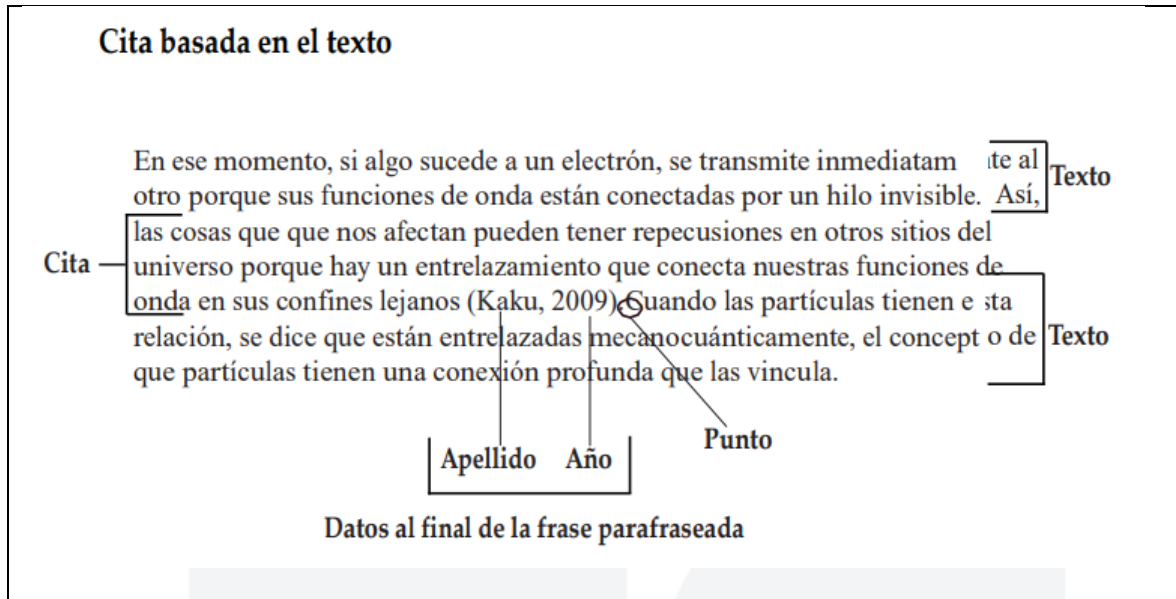 Cita basada en el texto
En ese momento, si algo sucede a un electrón, se transmite inmediatam te al
otro porque sus funciones de onda están conectadas por un hilo invisible. Así,
Texto
las cosas que que nos afectan pueden tener repecusiones en otros sitios del
Cita
universo porque hay un entrelazamiento que conecta nuestras funciones de
onda en sus confines lejanos (Kaku, 2009).Cuando las partículas tienen e sta
relación, se dice que están entrelazadas mecanocuánticamente, el concept o de
Texto
que partículas tienen una conexión profunda que las vincula.
Punto
Apellido Año
Datos al final de la frase parafraseada